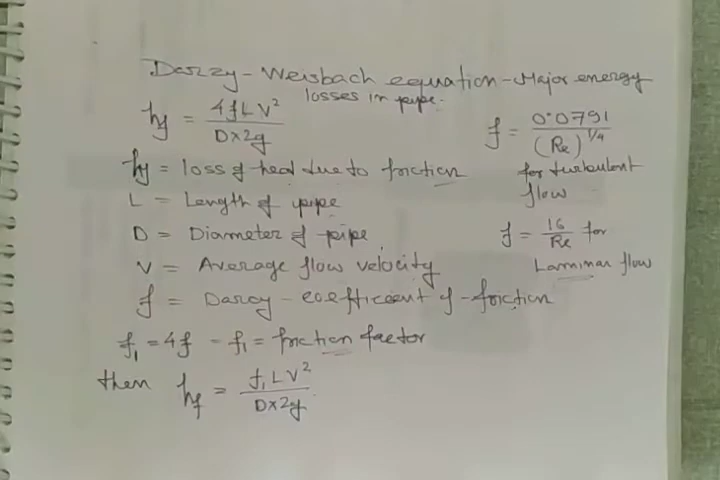 Darzy-Weisbach equation-Major energy
losses in pipe.
hf = 4fLV² / D×2g
f = 0.0791 / (Re)^1/4
for turbulent
flow
hf = loss of head due to friction
L = Length of pipe
D = Diameter of pipe
f = 16/Re for
Laminar flow
V = Average flow velocity
f = Darcy-coefficient of friction
f₁ = 4f - f₁ = friction factor
then hf = f₁LV² / D×2g